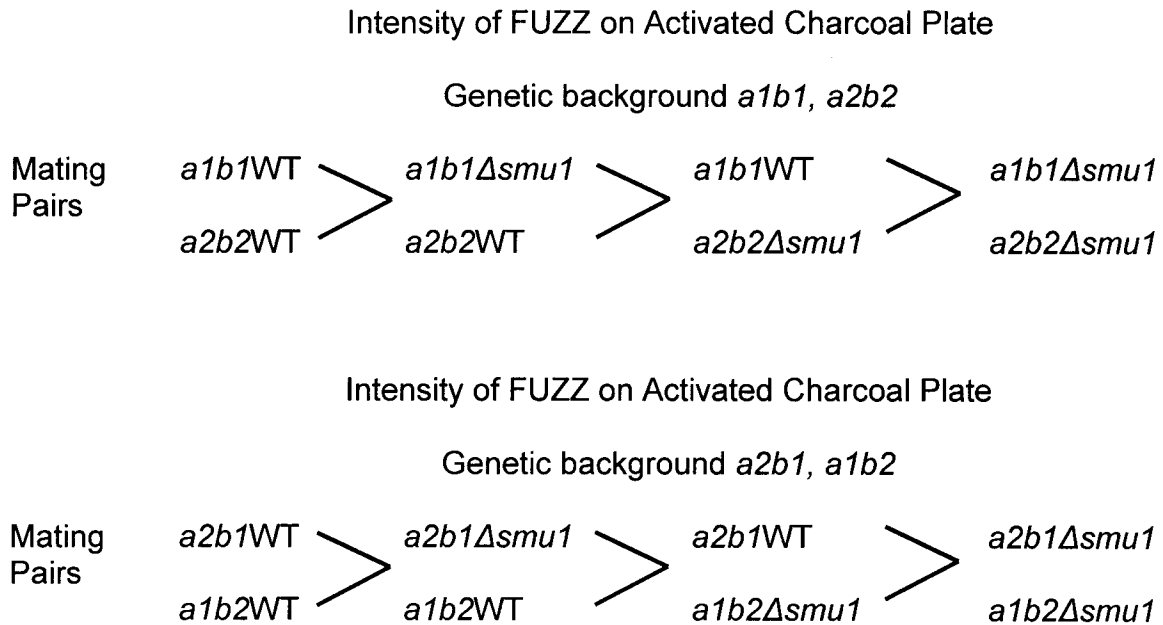 Intensity of FUZZ on Activated Charcoal Plate
Genetic background a1b1, a2b2
Mating Pairs
a1b1WT > a1b1Δsmu1 > a1b1WT > a1b1Δsmu1
a2b2WT a2b2WT a2b2Δsmu1 a2b2Δsmu1
Intensity of FUZZ on Activated Charcoal Plate
Genetic background a2b1, a1b2
Mating Pairs
a2b1WT > a2b1Δsmu1 > a2b1WT > a2b1Δsmu1
a1b2WT a1b2WT a1b2Δsmu1 a1b2Δsmu1